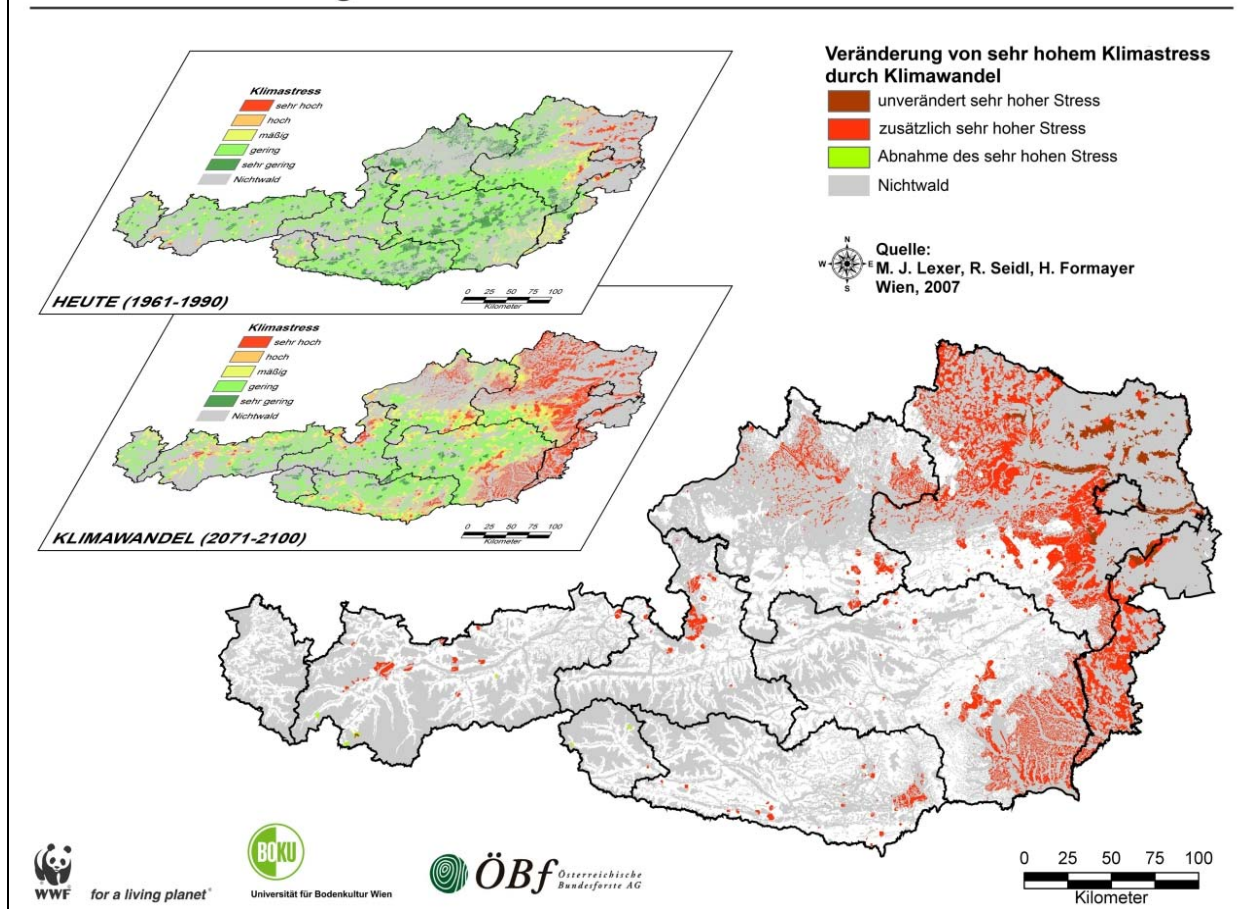 Klimastress
sehr hoch
hoch
mäßig
gering
sehr gering
Nichtwald
HEUTE (1961-1990)
0 25 50 75 100
Kilometer
Klimastress
sehr hoch
hoch
mäßig
gering
sehr gering
Nichtwald
KLIMAWANDEL (2071-2100)
0 25 50 75 100
Kilometer
Veränderung von sehr hohem Klimastress
durch Klimawandel
unverändert sehr hoher Stress
zusätzlich sehr hoher Stress
Abnahme des sehr hohen Stress
Nichtwald
N
W E
S
Quelle:
M. J. Lexer, R. Seidl, H. Formayer
Wien, 2007
WWF
for a living planet®
BOKU
Universität für Bodenkultur Wien
ÖBf Österreichische
Bundesforste AG
0 25 50 75 100
Kilometer